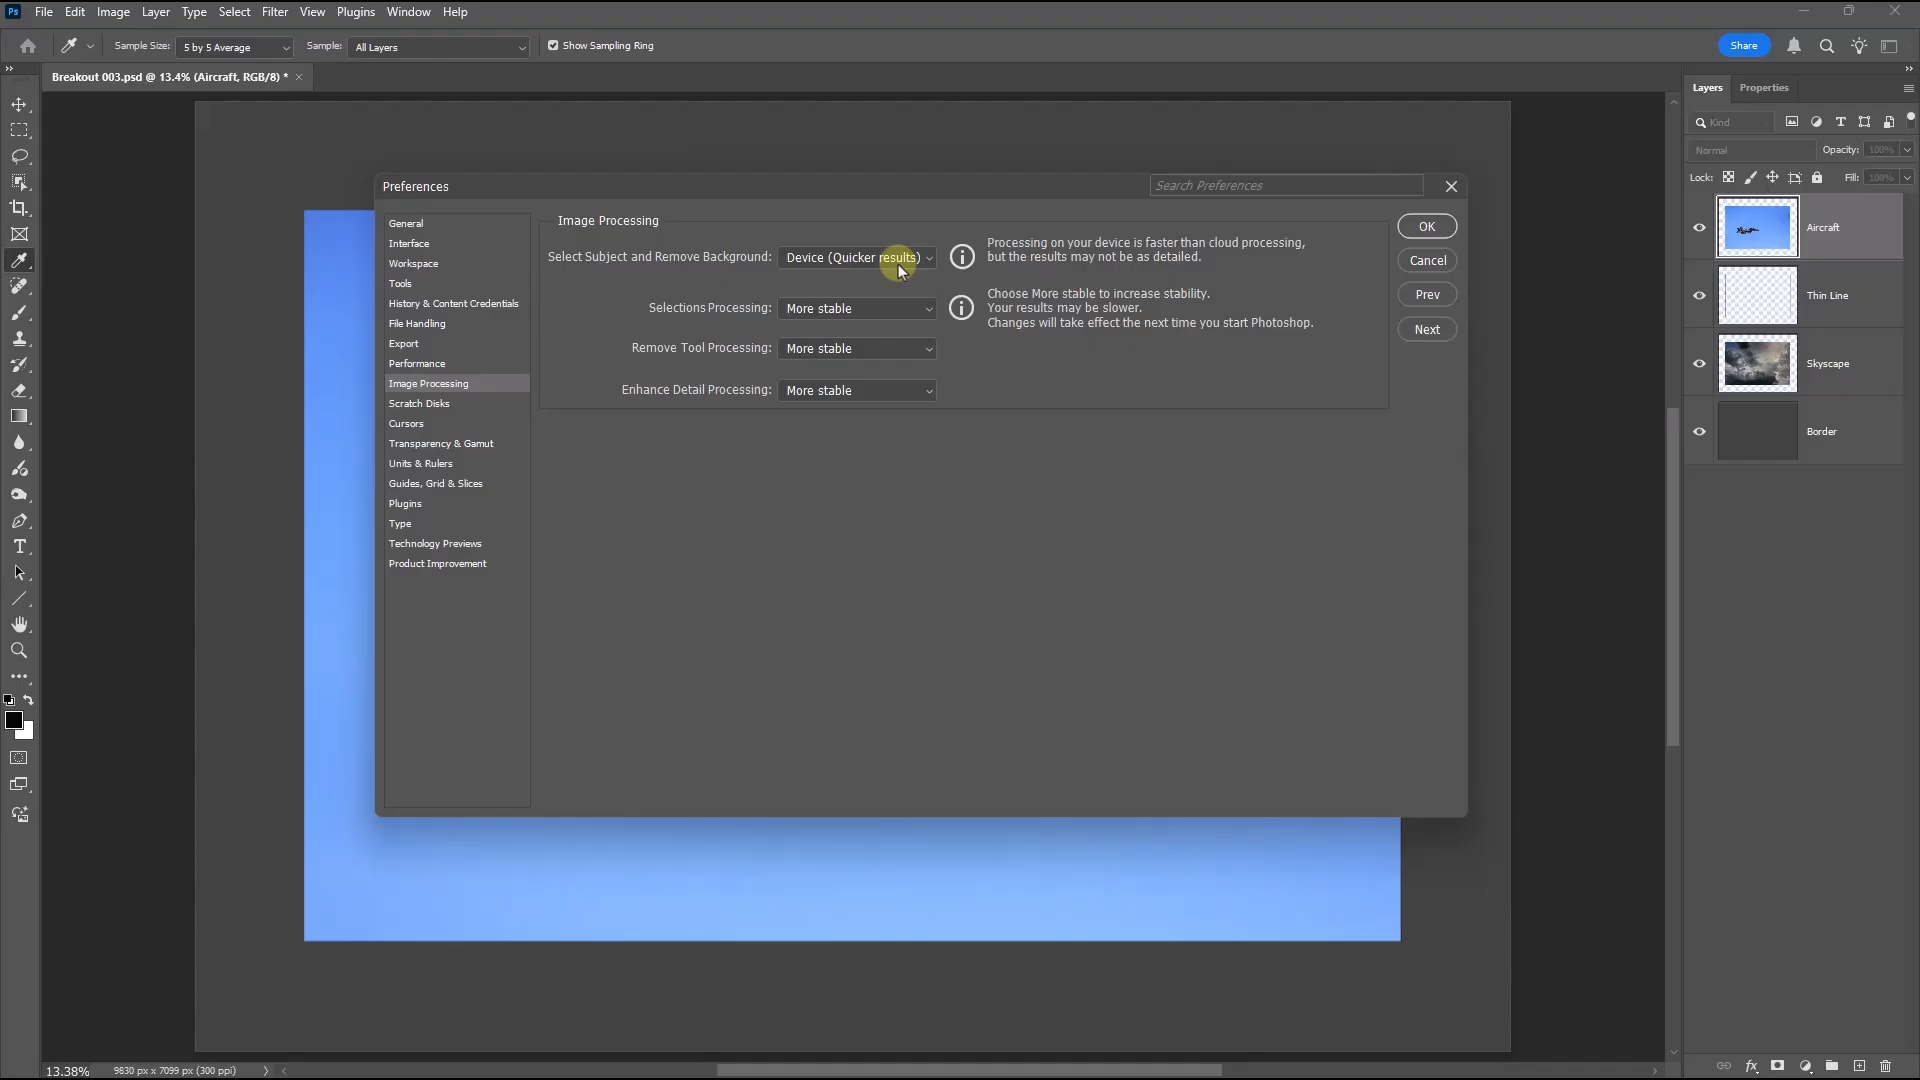 Ps File Edit Image Layer Type Select Filter View Plugins Window Help
Sample Size: 5 by 5 Average Sample: All Layers Show Sampling Ring Share
Breakout 003.psd @ 13.4% (Aircraft, RGB/8) * ×
Layers Properties
Kind
Normal Opacity: 100%
Lock: Fill: 100%
Aircraft
Thin Line
Skyscape
Border
Preferences
Search Preferences
General
Interface
Workspace
Tools
History & Content Credentials
File Handling
Export
Performance
Image Processing
Scratch Disks
Cursors
Transparency & Gamut
Units & Rulers
Guides, Grid & Slices
Plugins
Type
Technology Previews
Product Improvement
Image Processing
Select Subject and Remove Background: Device (Quicker results)
Processing on your device is faster than cloud processing,
but the results may not be as detailed.
Selections Processing: More stable
Choose More stable to increase stability.
Your results may be slower.
Changes will take effect the next time you start Photoshop.
Remove Tool Processing: More stable
Enhance Detail Processing: More stable
OK
Cancel
Prev
Next
13.38% 9830 px x 7099 px (300 ppi)